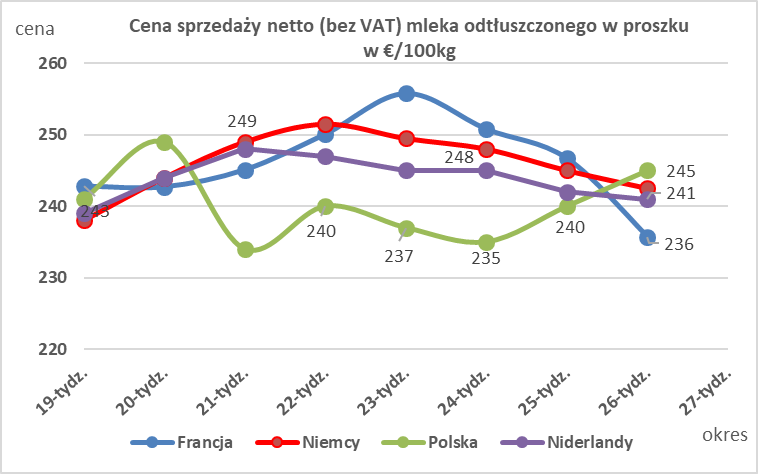 cena
Cena sprzedaży netto (bez VAT) mleka odtłuszczonego w proszku
w €/100kg
260
250
240
230
220
249
248
243
240
237
235
240
245
241
236
19-tydz.
20-tydz.
21-tydz.
22-tydz.
23-tydz.
24-tydz.
25-tydz.
26-tydz.
27-tydz.
okres
Francja Niemcy Polska Niderlandy